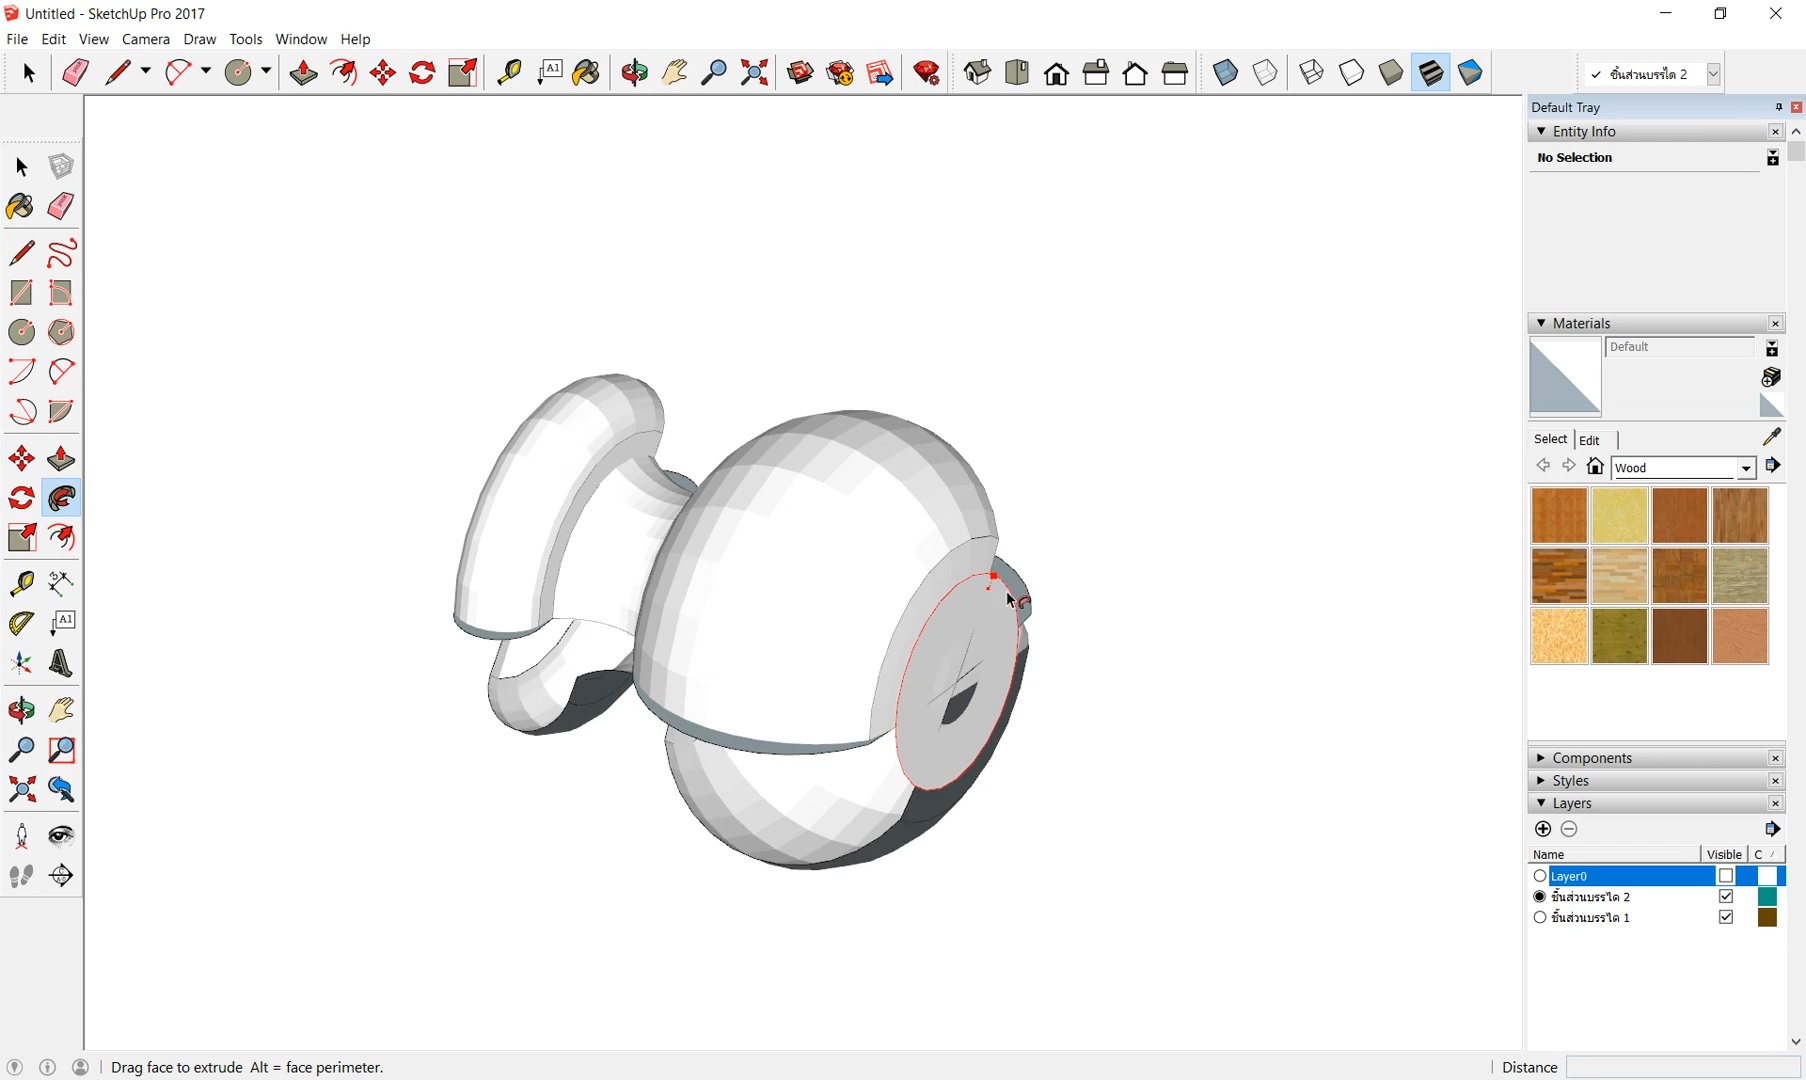 Untitled - SketchUp Pro 2017
File Edit View Camera Draw Tools Window Help
A1
✓ ชิ้นส่วนบรรได 2
Default Tray
Entity Info
No Selection
Materials
Default
Select Edit
Wood
A1
Components
Styles
Layers
Name Visible C
Layer0
ชิ้นส่วนบรรได 2
ชิ้นส่วนบรรได 1
Drag face to extrude Alt = face perimeter.
Distance